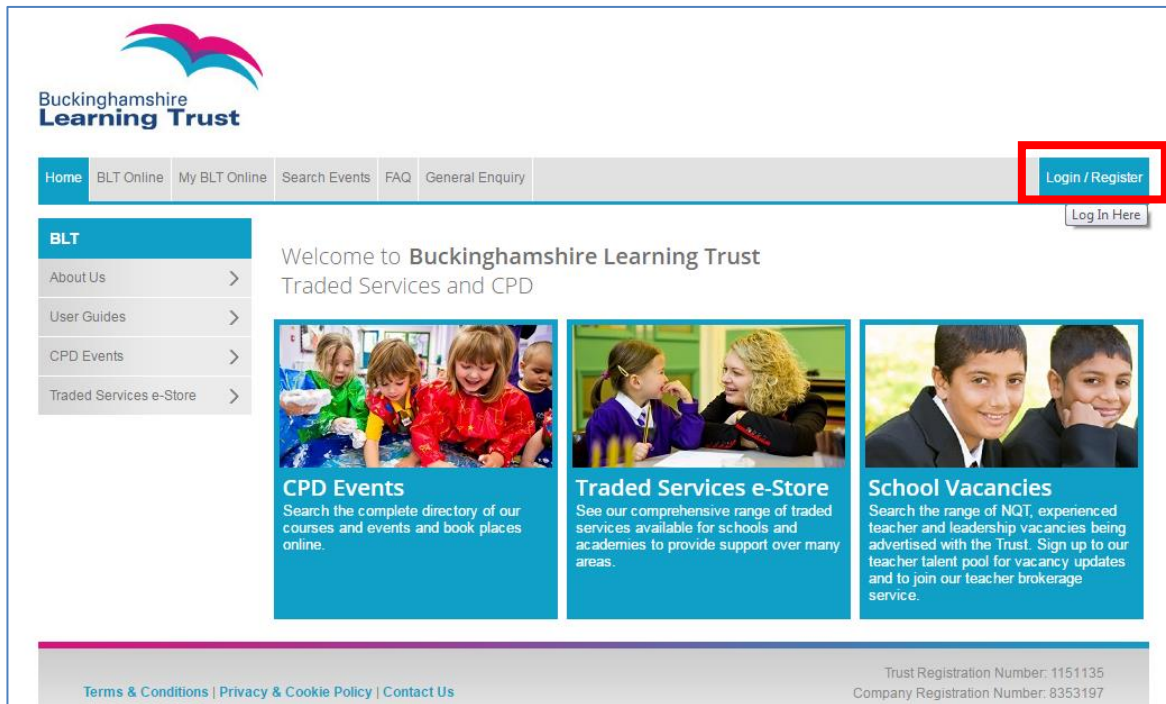 Buckinghamshire
Learning Trust
Home BLT Online My BLT Online Search Events FAQ General Enquiry Login / Register
Log In Here
BLT
About Us
User Guides
CPD Events
Traded Services e-Store
Welcome to Buckinghamshire Learning Trust
Traded Services and CPD
CPD Events
Search the complete directory of our
courses and events and book places
online.
Traded Services e-Store
See our comprehensive range of traded
services available for schools and
academies to provide support over many
areas.
School Vacancies
Search the range of NQT, experienced
teacher and leadership vacancies being
advertised with the Trust. Sign up to our
teacher talent pool for vacancy updates
and to join our teacher brokerage
service.
Trust Registration Number: 1151135
Terms & Conditions | Privacy & Cookie Policy | Contact Us
Company Registration Number: 8353197